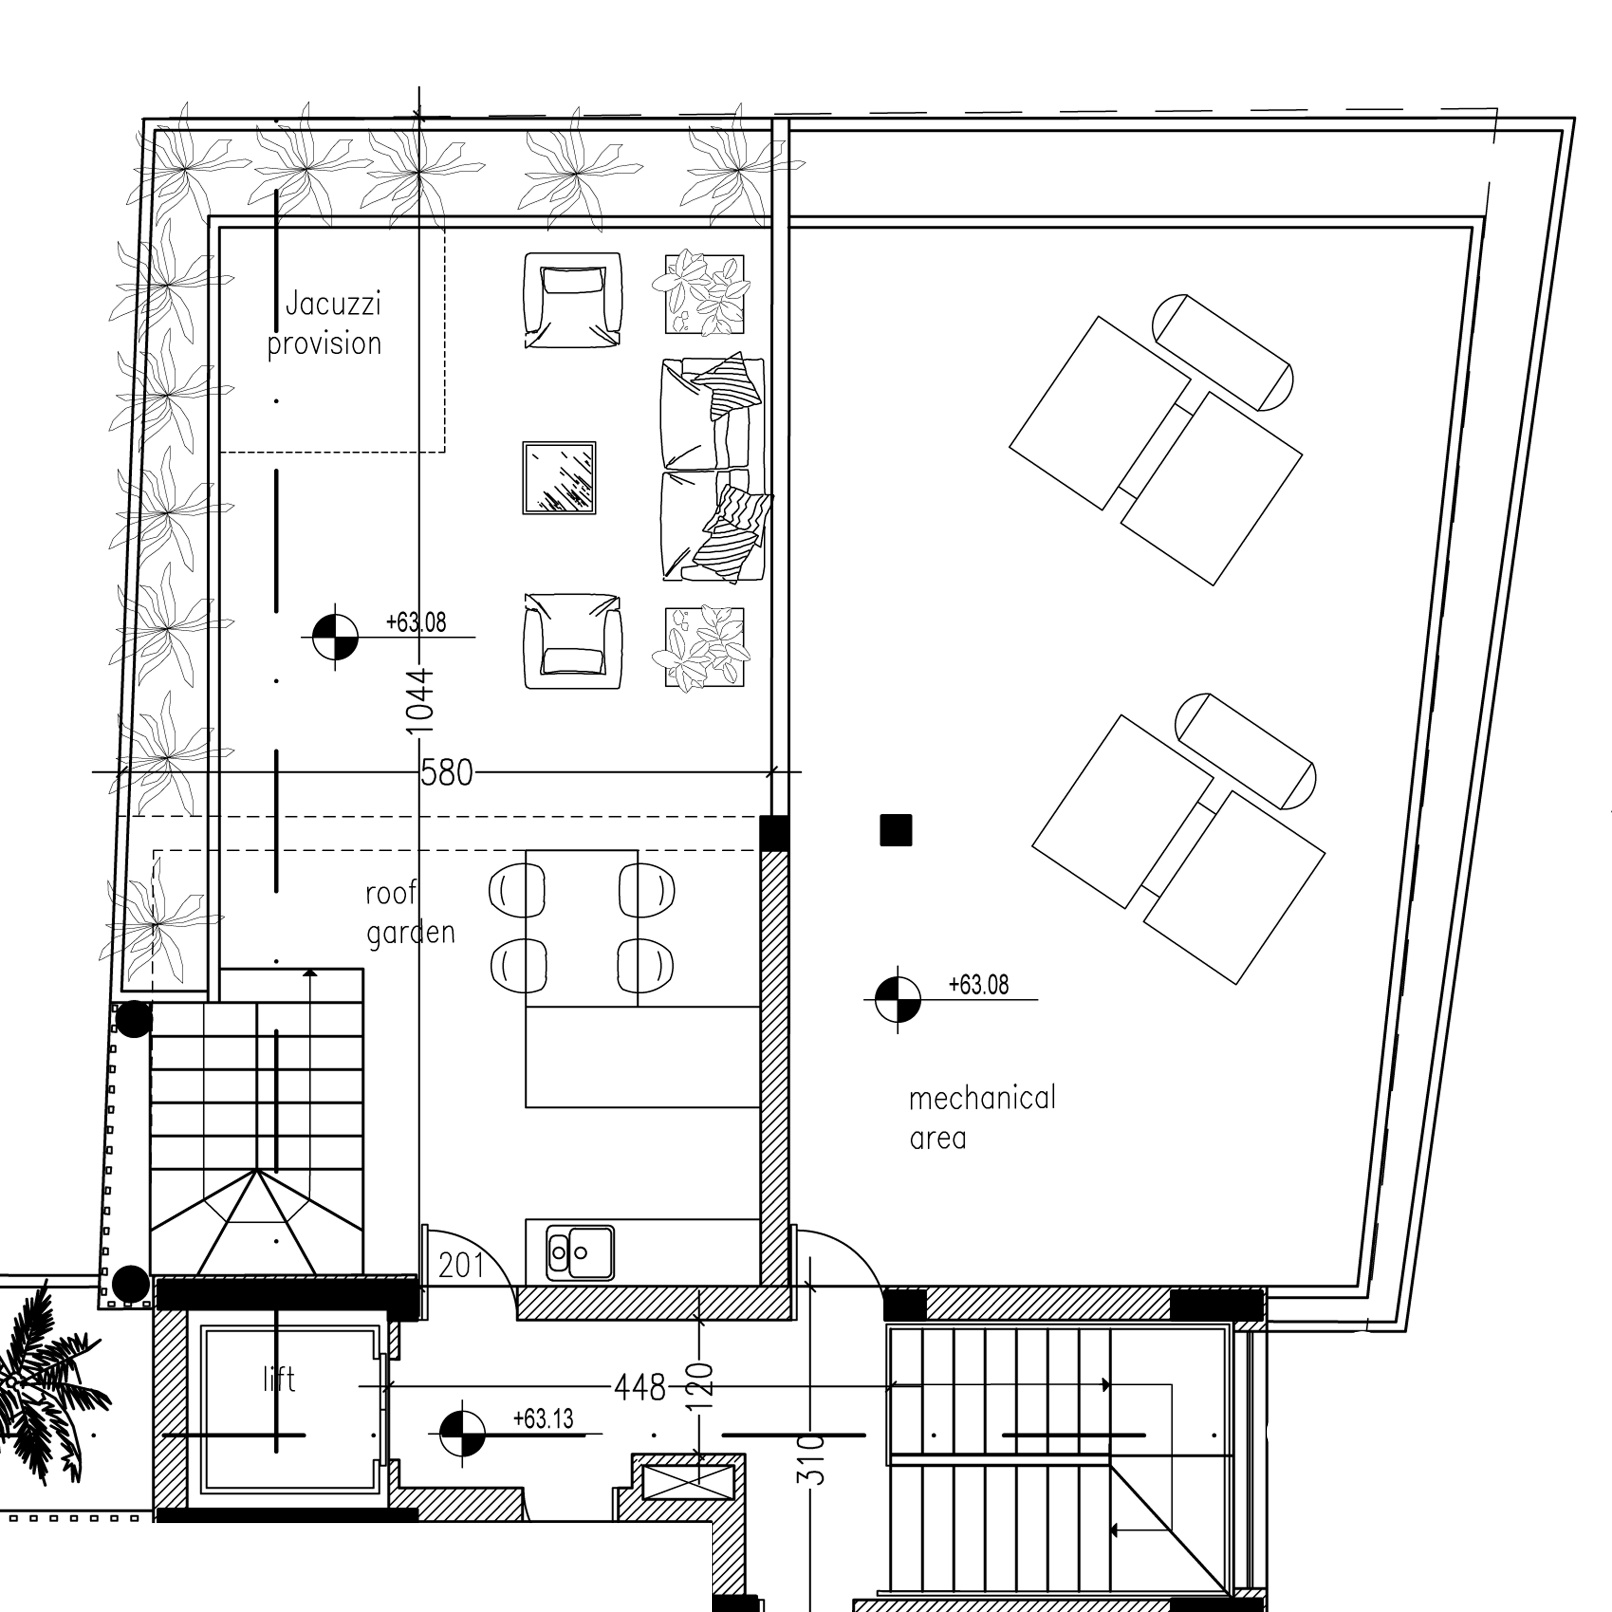 Jacuzzi
provision
+63.08
1044
580
roof
garden
+63.08
mechanical
area
201
lift
448
120
+63.13
310